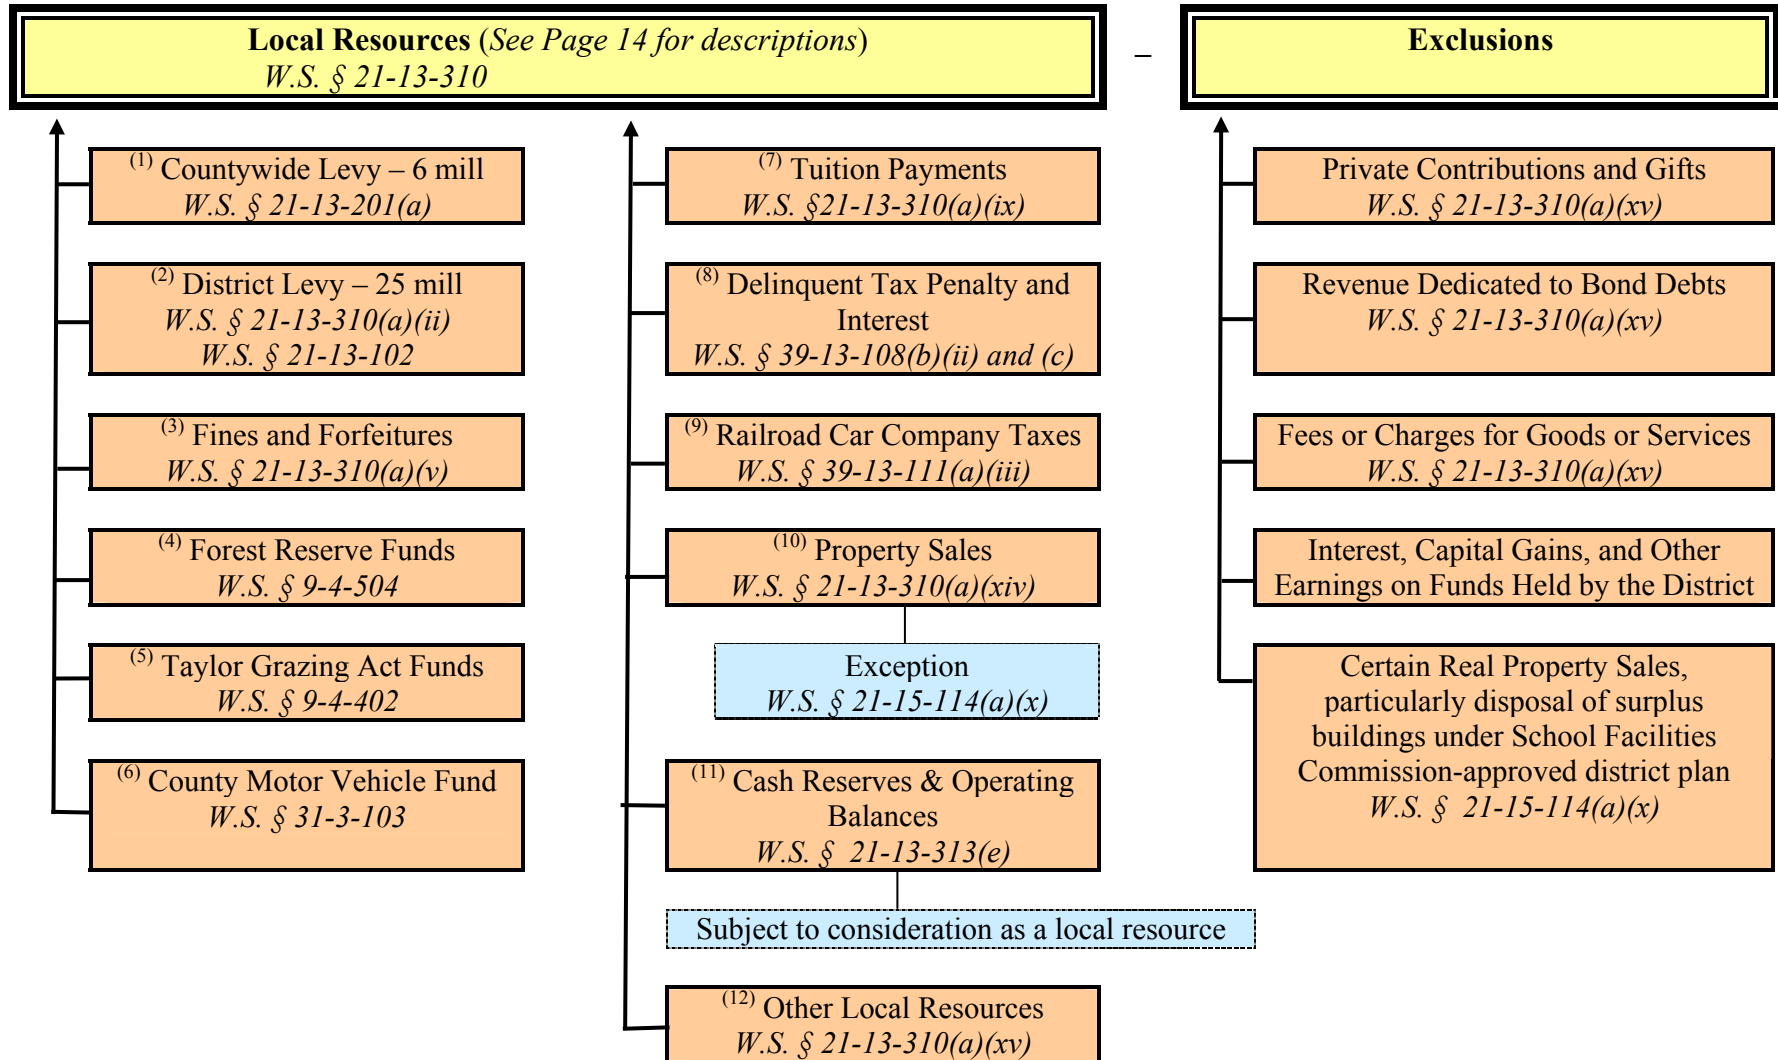 Local Resources (See Page 14 for descriptions)
W.S. § 21-13-310
–
Exclusions
(1) Countywide Levy – 6 mill
W.S. § 21-13-201(a)
(2) District Levy – 25 mill
W.S. § 21-13-310(a)(ii)
W.S. § 21-13-102
(3) Fines and Forfeitures
W.S. § 21-13-310(a)(v)
(4) Forest Reserve Funds
W.S. § 9-4-504
(5) Taylor Grazing Act Funds
W.S. § 9-4-402
(6) County Motor Vehicle Fund
W.S. § 31-3-103
(7) Tuition Payments
W.S. §21-13-310(a)(ix)
(8) Delinquent Tax Penalty and
Interest
W.S. § 39-13-108(b)(ii) and (c)
(9) Railroad Car Company Taxes
W.S. § 39-13-111(a)(iii)
(10) Property Sales
W.S. § 21-13-310(a)(xiv)
Exception
W.S. § 21-15-114(a)(x)
(11) Cash Reserves & Operating
Balances
W.S. § 21-13-313(e)
Subject to consideration as a local resource
(12) Other Local Resources
W.S. § 21-13-310(a)(xv)
Private Contributions and Gifts
W.S. § 21-13-310(a)(xv)
Revenue Dedicated to Bond Debts
W.S. § 21-13-310(a)(xv)
Fees or Charges for Goods or Services
W.S. § 21-13-310(a)(xv)
Interest, Capital Gains, and Other
Earnings on Funds Held by the District
Certain Real Property Sales,
particularly disposal of surplus
buildings under School Facilities
Commission-approved district plan
W.S. § 21-15-114(a)(x)